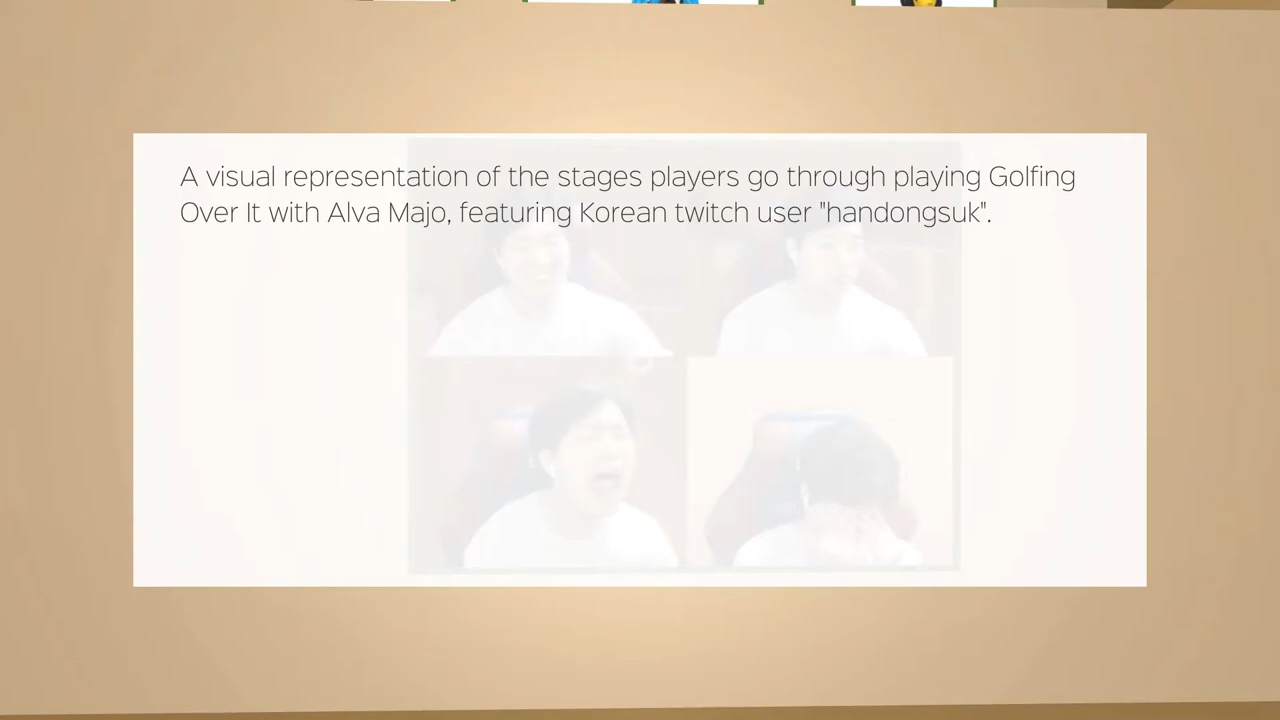 A visual representation of the stages players go through playing Golfing
Over It with Alva Majo, featuring Korean twitch user "handongsuk".